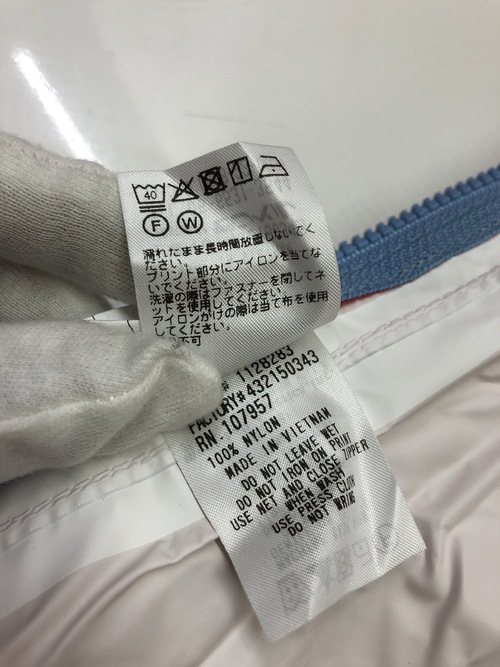 40
F W
濡れたまま長時間放置しないでく
ださい。
プリント部分にアイロンを当てな
いでください。
洗濯の際はファスナーを閉してネ
ットを使用してください。
アイロンがけの際は当て布を使用
してください。
不可
# 1128283
FACTORY# 432150343
RN 107957
100% NYLON
MADE IN VIETNAM
DO NOT LEAVE WET
DO NOT IRON ON PRINT
USE NET AND CLOSE ZIPPER
WHEN WASH
USE PRESS CLOTH
DO NOT WRING